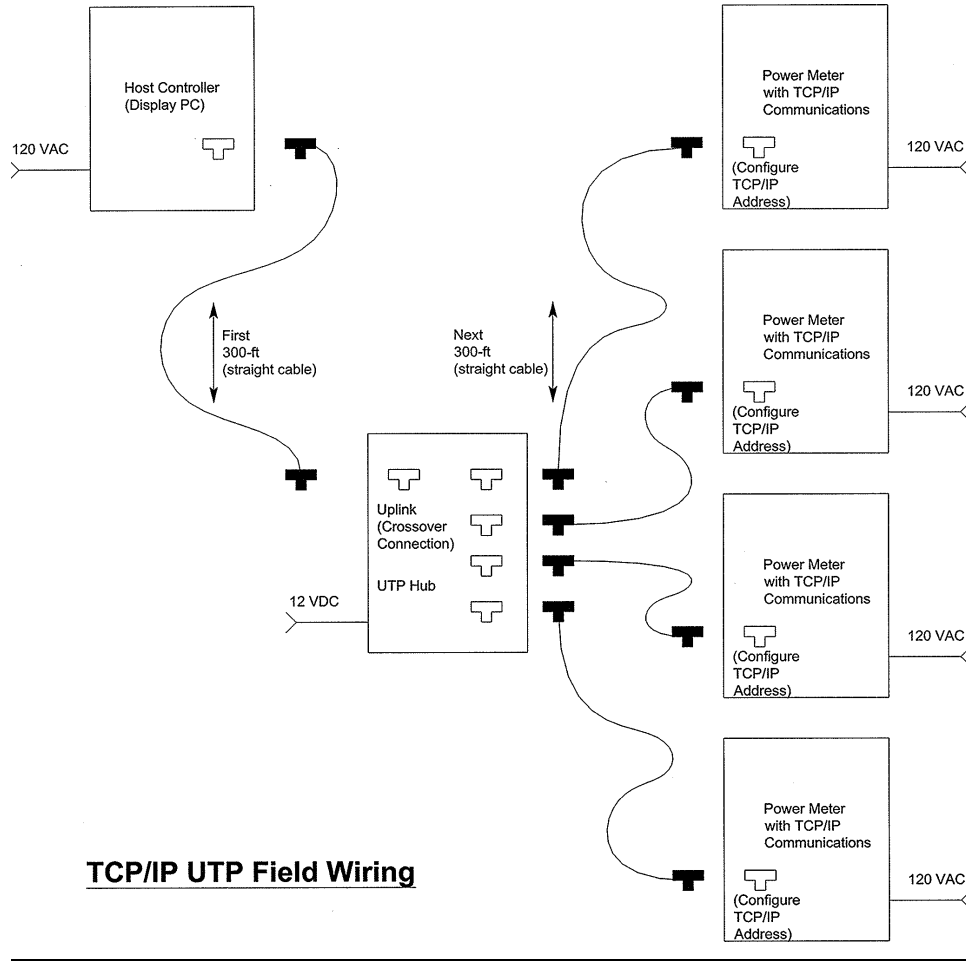 Host Controller
(Display PC)
120 VAC
Power Meter
with TCP/IP
Communications
(Configure
TCP/IP
Address)
120 VAC
First
300-ft
(straight cable)
Next
300-ft
(straight cable)
Power Meter
with TCP/IP
Communications
(Configure
TCP/IP
Address)
120 VAC
Uplink
(Crossover
Connection)
UTP Hub
12 VDC
Power Meter
with TCP/IP
Communications
(Configure
TCP/IP
Address)
120 VAC
Power Meter
with TCP/IP
Communications
(Configure
TCP/IP
Address)
120 VAC
TCP/IP UTP Field Wiring